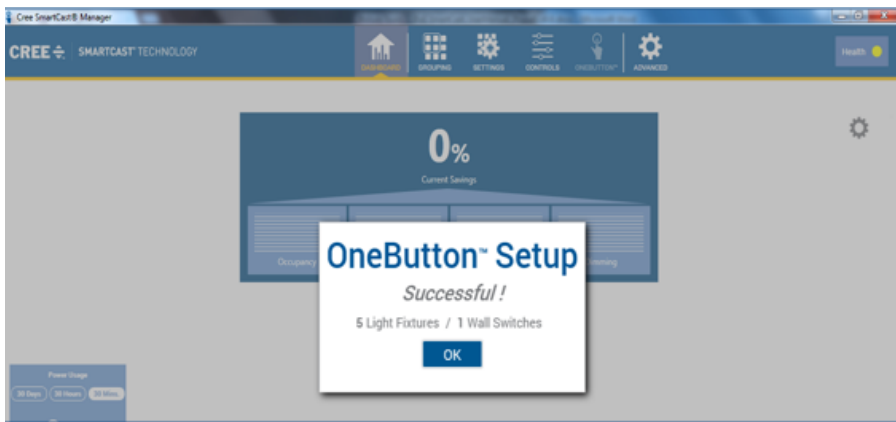 Cree SmartCast® Manager
CREE SMARTCAST® TECHNOLOGY
DASHBOARD
GROUPING
SETTINGS
CONTROLS
ONEBUTTON™
ADVANCED
Health
0%
Current Savings
Occupancy
OneButton™ Setup
Successful !
5 Light Fixtures / 1 Wall Switches
OK
Power Usage
30 Days
30 Hours
30 Mins.